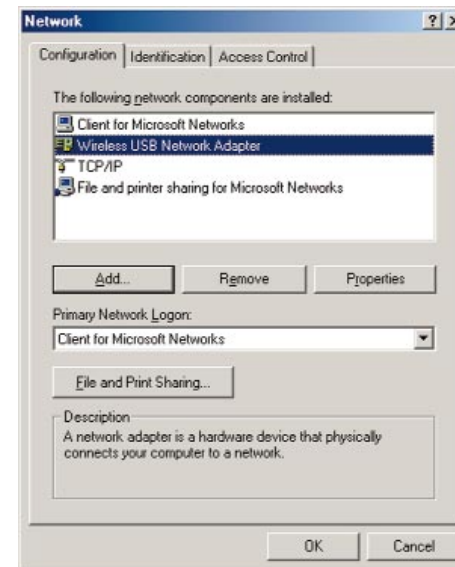 Network
? x
Configuration Identification Access Control
The following network components are installed:
Client for Microsoft Networks
Wireless USB Network Adapter
TCP/IP
File and printer sharing for Microsoft Networks
Add... Remove Properties
Primary Network Logon:
Client for Microsoft Networks
File and Print Sharing...
Description
A network adapter is a hardware device that physically
connects your computer to a network.
OK Cancel